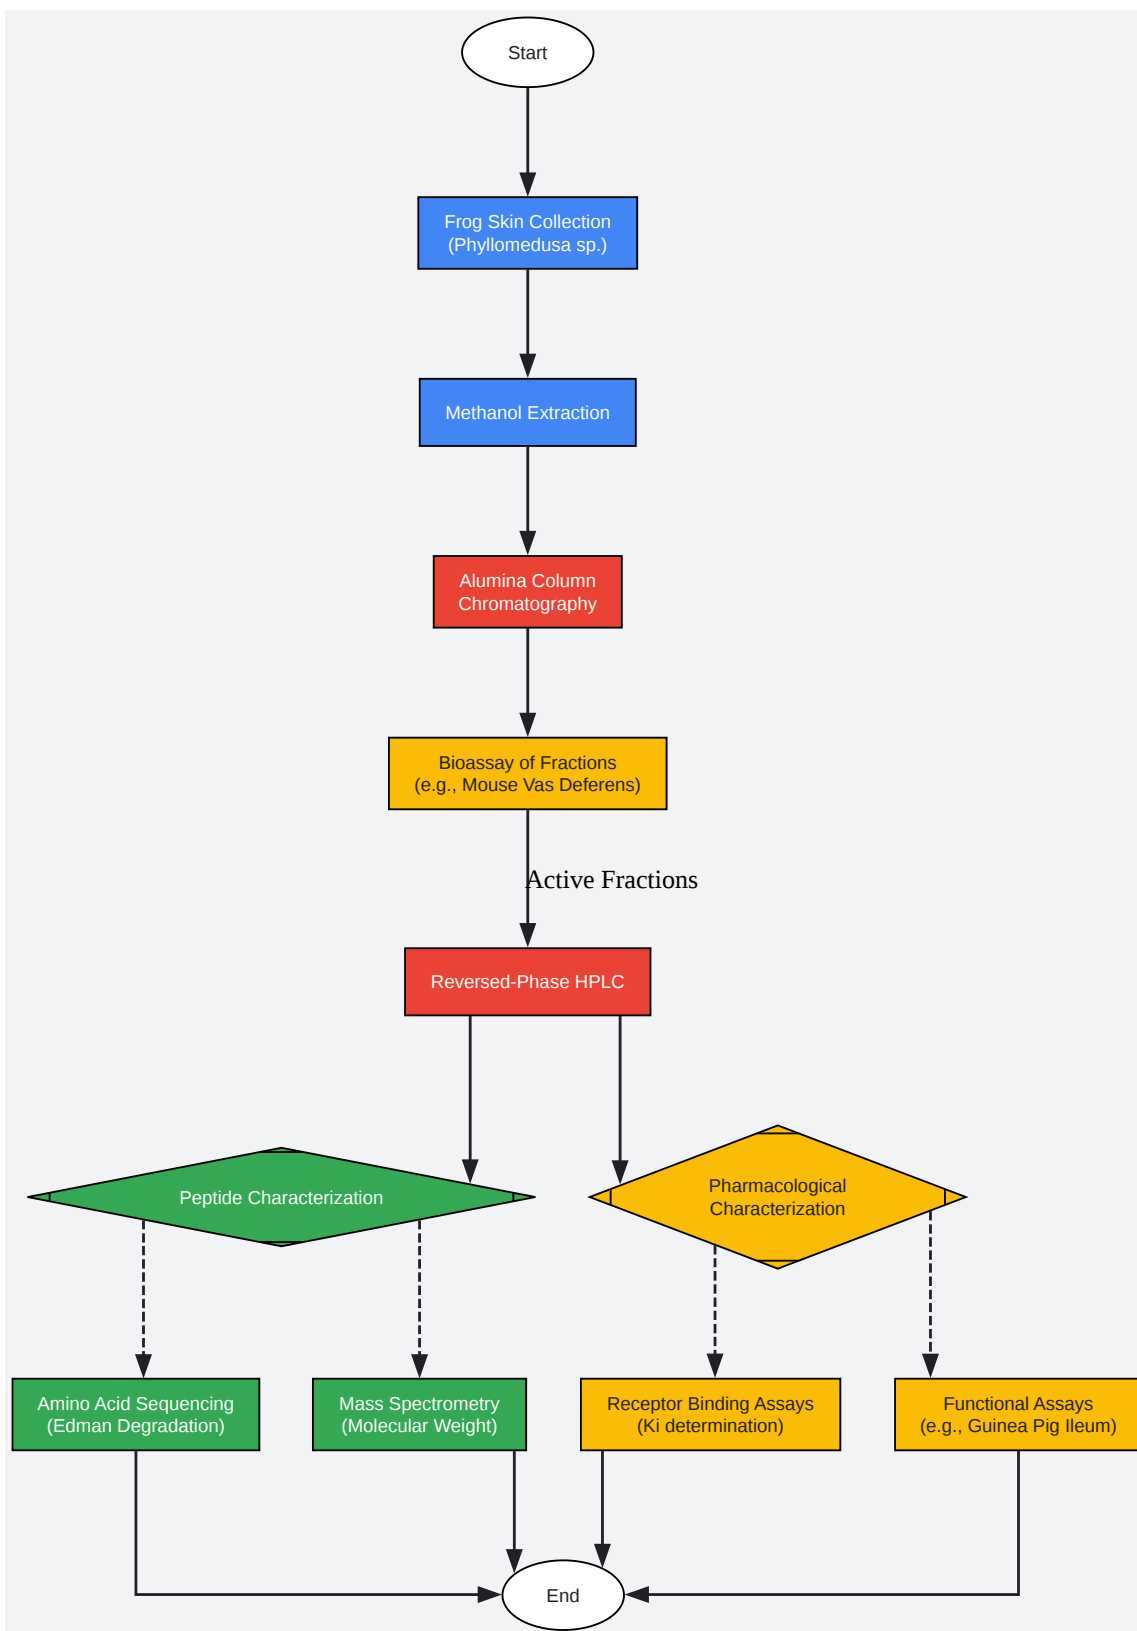 Start
Frog Skin Collection
(Phyllomedusa sp.)
Methanol Extraction
Alumina Column
Chromatography
Bioassay of Fractions
(e.g., Mouse Vas Deferens)
Active Fractions
Reversed-Phase HPLC
Peptide Characterization
Pharmacological
Characterization
Amino Acid Sequencing
(Edman Degradation)
Mass Spectrometry
(Molecular Weight)
Receptor Binding Assays
(Ki determination)
Functional Assays
(e.g., Guinea Pig Ileum)
End